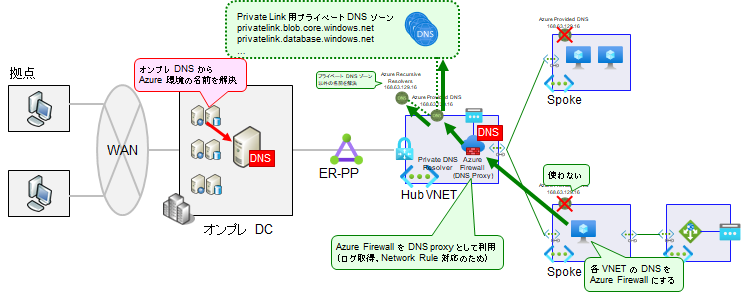 Private Link 用プライベート DNS ゾーン
privatelink.blob.core.windows.net
privatelink.database.windows.net
...
DNS
拠点
オンプレ DNS から
Azure 環境の名前を解決
プライベート DNS ゾーン
以外の名前を解決
Azure Recursive
Resolvers
168.63.129.16
Azure Provided DNS
168.63.129.16
Azure Provided DNS
168.63.129.16
Spoke
WAN
DNS
オンプレ DC
ER-PP
DNS
Private DNS
Resolver
Azure
Firewall
(DNS Proxy)
Hub VNET
使わない
168.63.129.16
Spoke
Azure Firewall を DNS proxy として利用
(ログ取得、Network Rule 対応のため)
各 VNET の DNS を
Azure Firewall にする